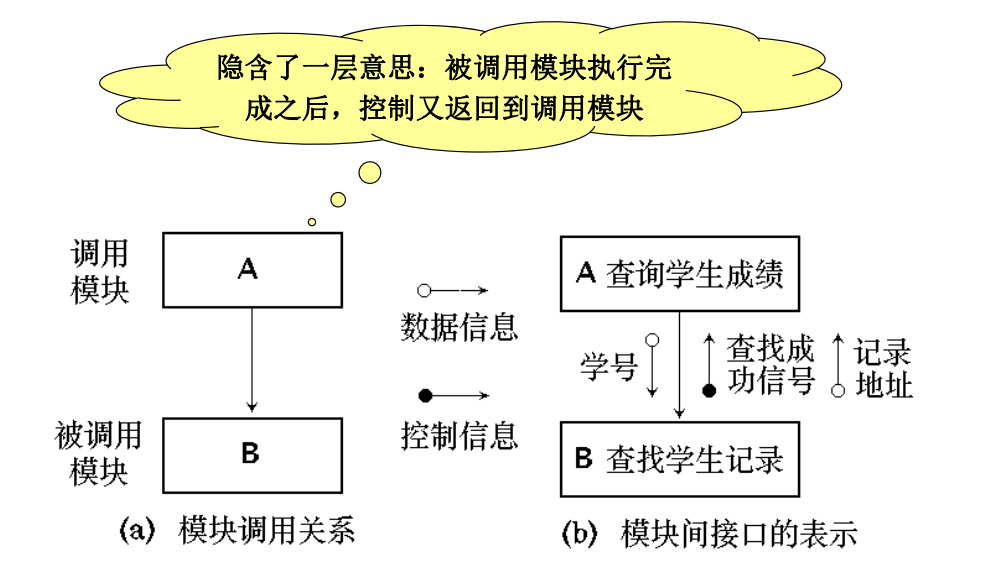 隐含了一层意思：被调用模块执行完
成之后，控制又返回到调用模块
调用
模块
A
被调用
模块
B
(a) 模块调用关系
数据信息
控制信息
A 查询学生成绩
学号
查找成
功信号
记录
地址
B 查找学生记录
(b) 模块间接口的表示